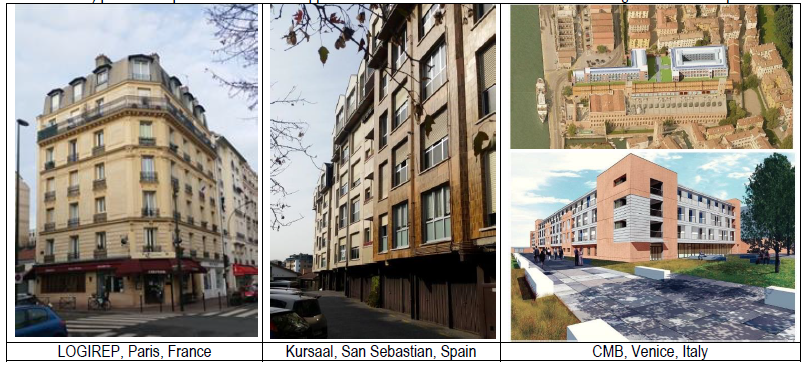 LOGIREP, Paris, France
Kursaal, San Sebastian, Spain
CMB, Venice, Italy